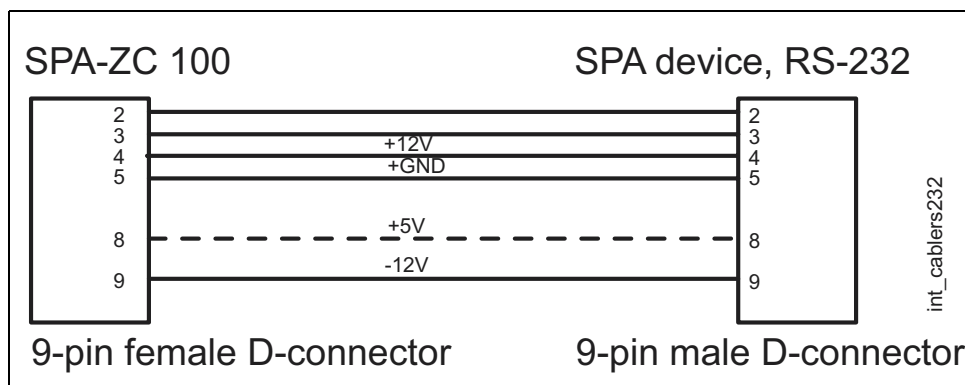 SPA-ZC 100 SPA device, RS-232
2 2
3 3
+12V
4 4
+GND
5 5
+5V
8 8
-12V
9 9
int_cablers232
9-pin female D-connector 9-pin male D-connector